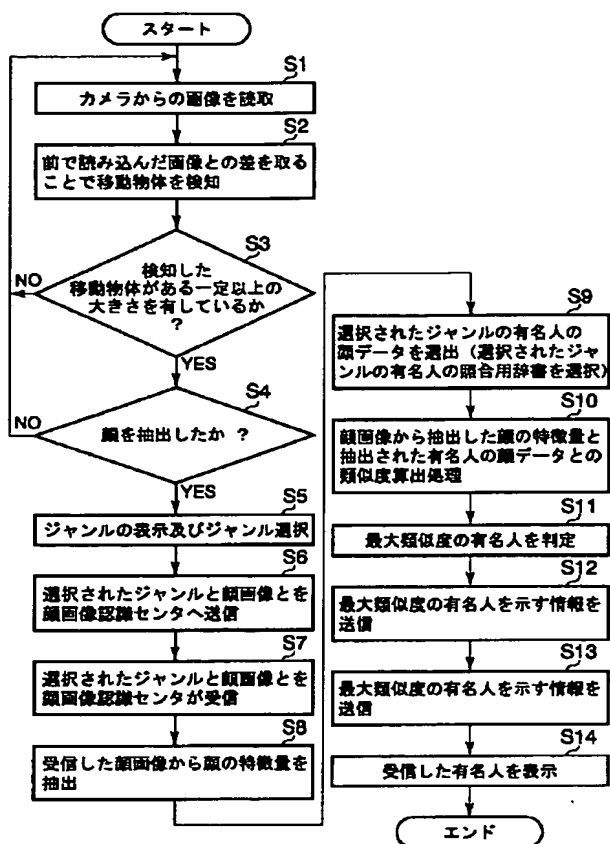 スタート
S1
カメラからの画像を読取
S2
前で読み込んだ画像との差を取る
ことで移動物体を検知
S3
検知した
移動物体がある一定以上の
大きさを有しているか
?
NO
YES
S4
顔を抽出したか ?
NO
YES
S5
ジャンルの表示及びジャンル選択
S6
選択されたジャンルと顔画像とを
顔画像認識センタへ送信
S7
選択されたジャンルと顔画像とを
顔画像認識センタが受信
S8
受信した顔画像から顔の特徴量を
抽出
S9
選択されたジャンルの有名人の
顔データを選出(選択されたジャ
ンルの有名人の照合用辞書を選択)
S10
顔画像から抽出した顔の特徴量と
抽出された有名人の顔データとの
類似度算出処理
S11
最大類似度の有名人を判定
S12
最大類似度の有名人を示す情報を
送信
S13
最大類似度の有名人を示す情報を
送信
S14
受信した有名人を表示
エンド